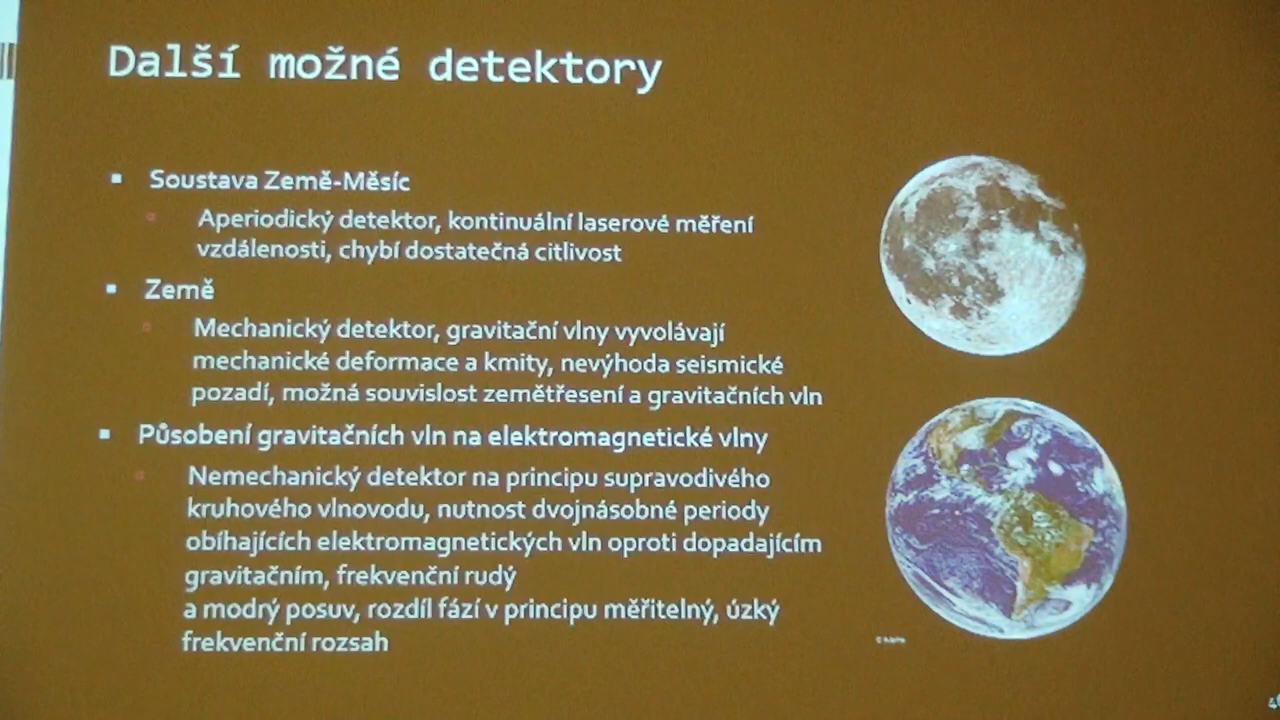 Další možné detektory
Soustava Země-Měsíc
Aperiodický detektor, kontinuální laserové měření
vzdálenosti, chybí dostatečná citlivost
Země
Mechanický detektor, gravitační vlny vyvolávají
mechanické deformace a kmity, nevýhoda seismické
pozadí, možná souvislost zemětřesení a gravitačních vln
Působení gravitačních vln na elektromagnetické vlny
Nemechanický detektor na principu supravodivého
kruhového vlnovodu, nutnost dvojnásobné periody
obíhajících elektromagnetických vln oproti dopadajícím
gravitačním, frekvenční rudý
a modrý posuv, rozdíl fází v principu měřitelný, úzký
frekvenční rozsah